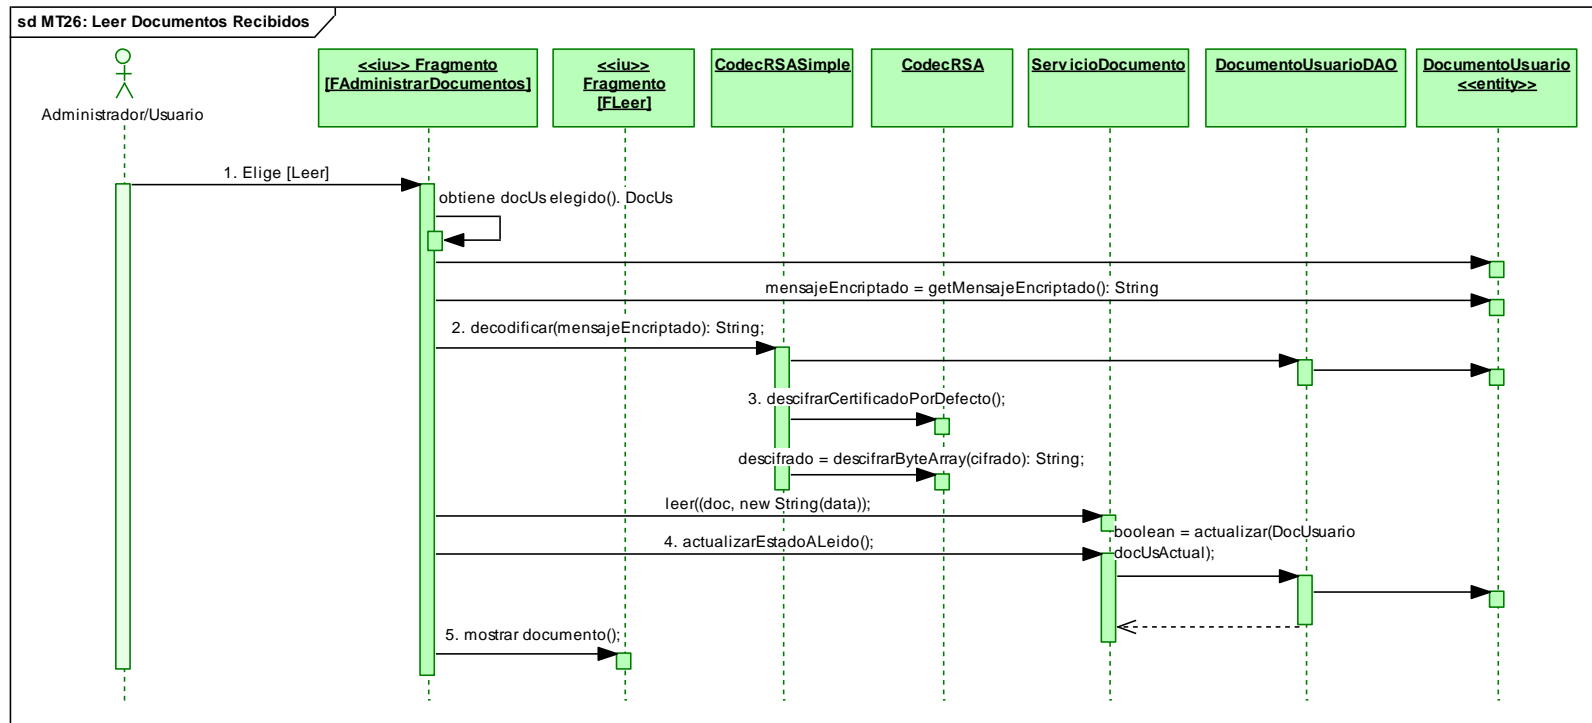 sd MT26: Leer Documentos Recibidos
Administrador/Usuario
<<iu>> Fragmento
[FAdministrarDocumentos]
<<iu>>
Fragmento
[FLeer]
CodecRSASimple
CodecRSA
ServicioDocumento
DocumentoUsuarioDAO
DocumentoUsuario
<<entity>>
1. Elige [Leer]
obtiene docUs elegido(). DocUs
mensajeEncriptado = getMensajeEncriptado(): String
2. decodificar(mensajeEncriptado): String;
3. descifrarCertificadoPorDefecto();
descifrado = descifrarByteArray(cifrado): String;
leer((doc, new String(data));
4. actualizarEstadoALeido();
boolean = actualizar(DocUsuario
docUsActual);
5. mostrar documento();